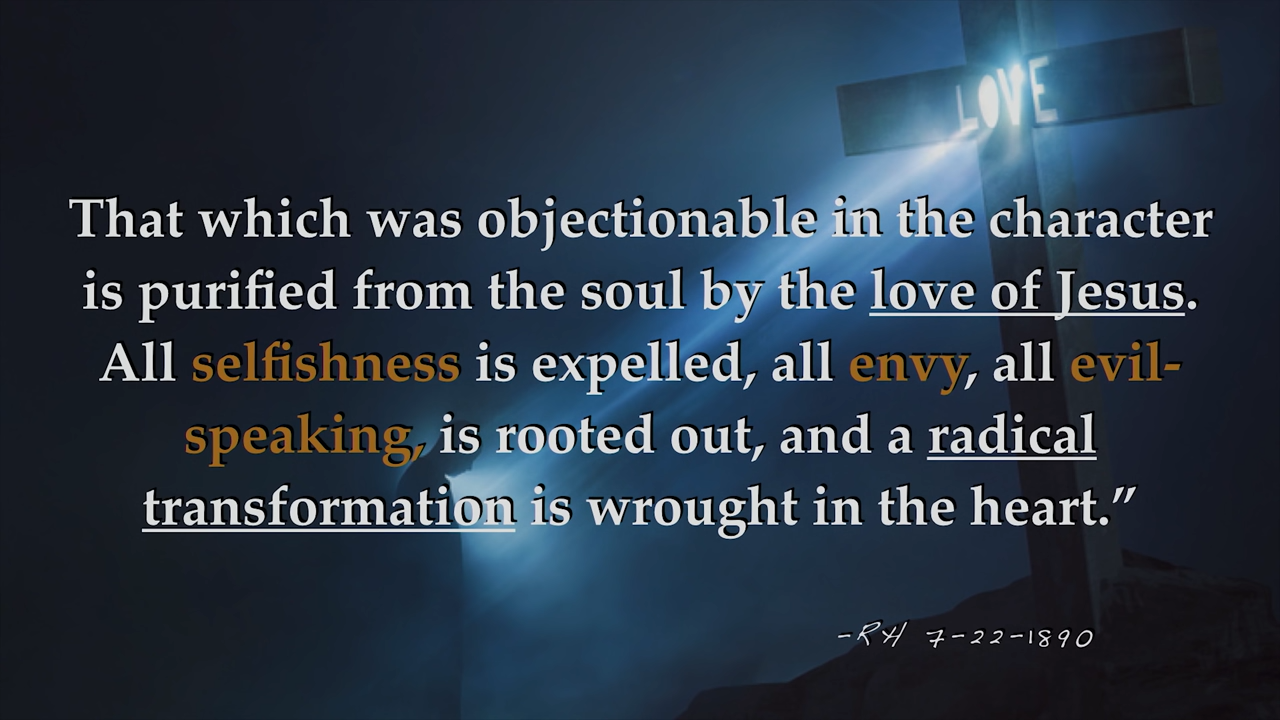 LOVE
That which was objectionable in the character
is purified from the soul by the love of Jesus.
All selfishness is expelled, all envy, all evil-
speaking, is rooted out, and a radical
transformation is wrought in the heart.”
-RH 7-22-1890